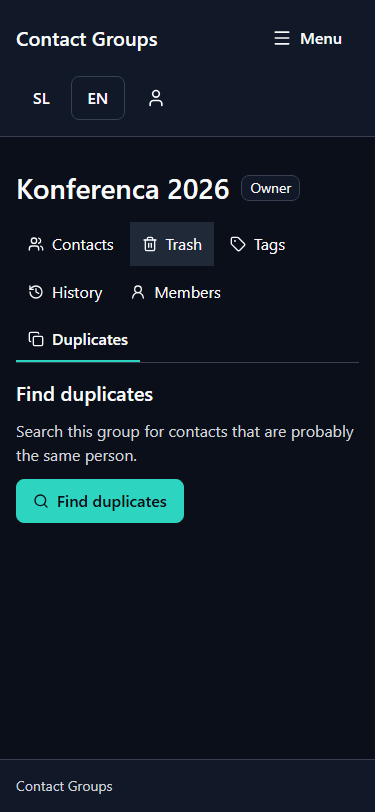 Contact Groups
Menu
SL
EN
Konferenca 2026
Owner
Contacts
Trash
Tags
History
Members
Duplicates
Find duplicates
Search this group for contacts that are probably
the same person.
Find duplicates
Contact Groups